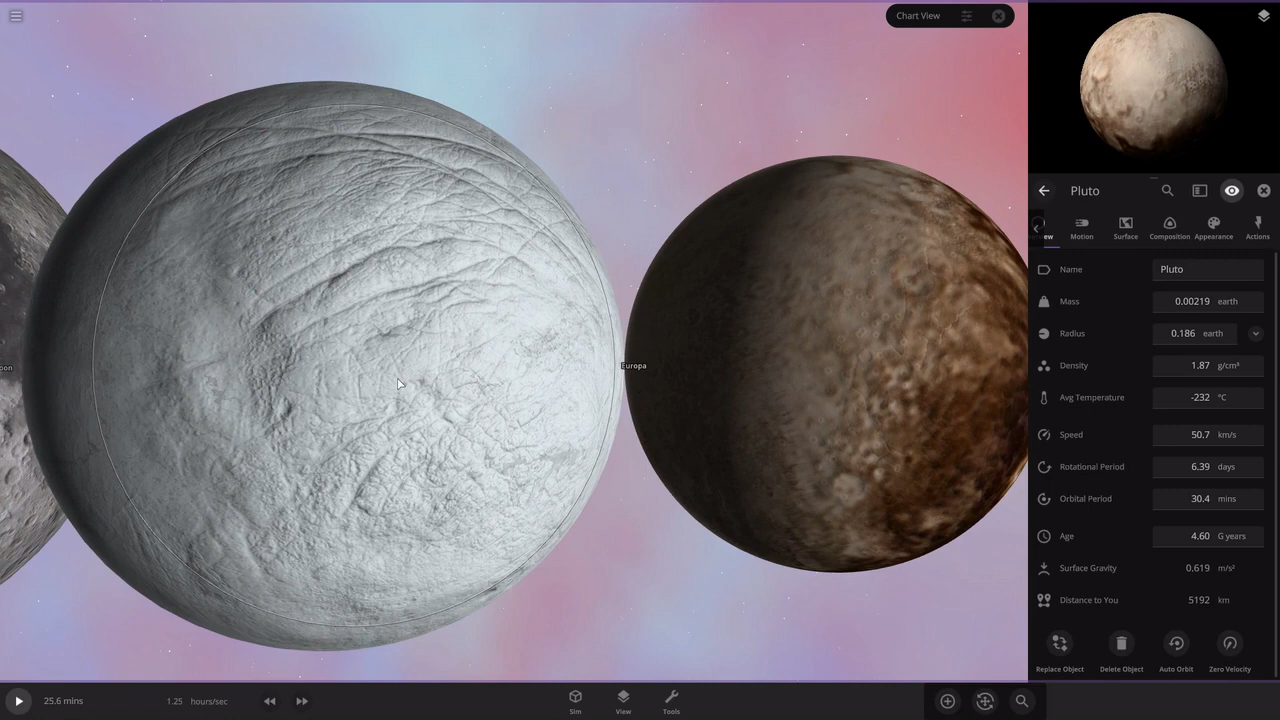 Chart View
oon
Europa
Pluto
ew
Motion
Surface
Composition
Appearance
Actions
Name Pluto
Mass 0.00219 earth
Radius 0.186 earth
Density 1.87 g/cm³
Avg Temperature -232 °C
Speed 50.7 km/s
Rotational Period 6.39 days
Orbital Period 30.4 mins
Age 4.60 G years
Surface Gravity 0.619 m/s²
Distance to You 5192 km
Replace Object
Delete Object
Auto Orbit
Zero Velocity
25.6 mins
1.25 hours/sec
Sim
View
Tools